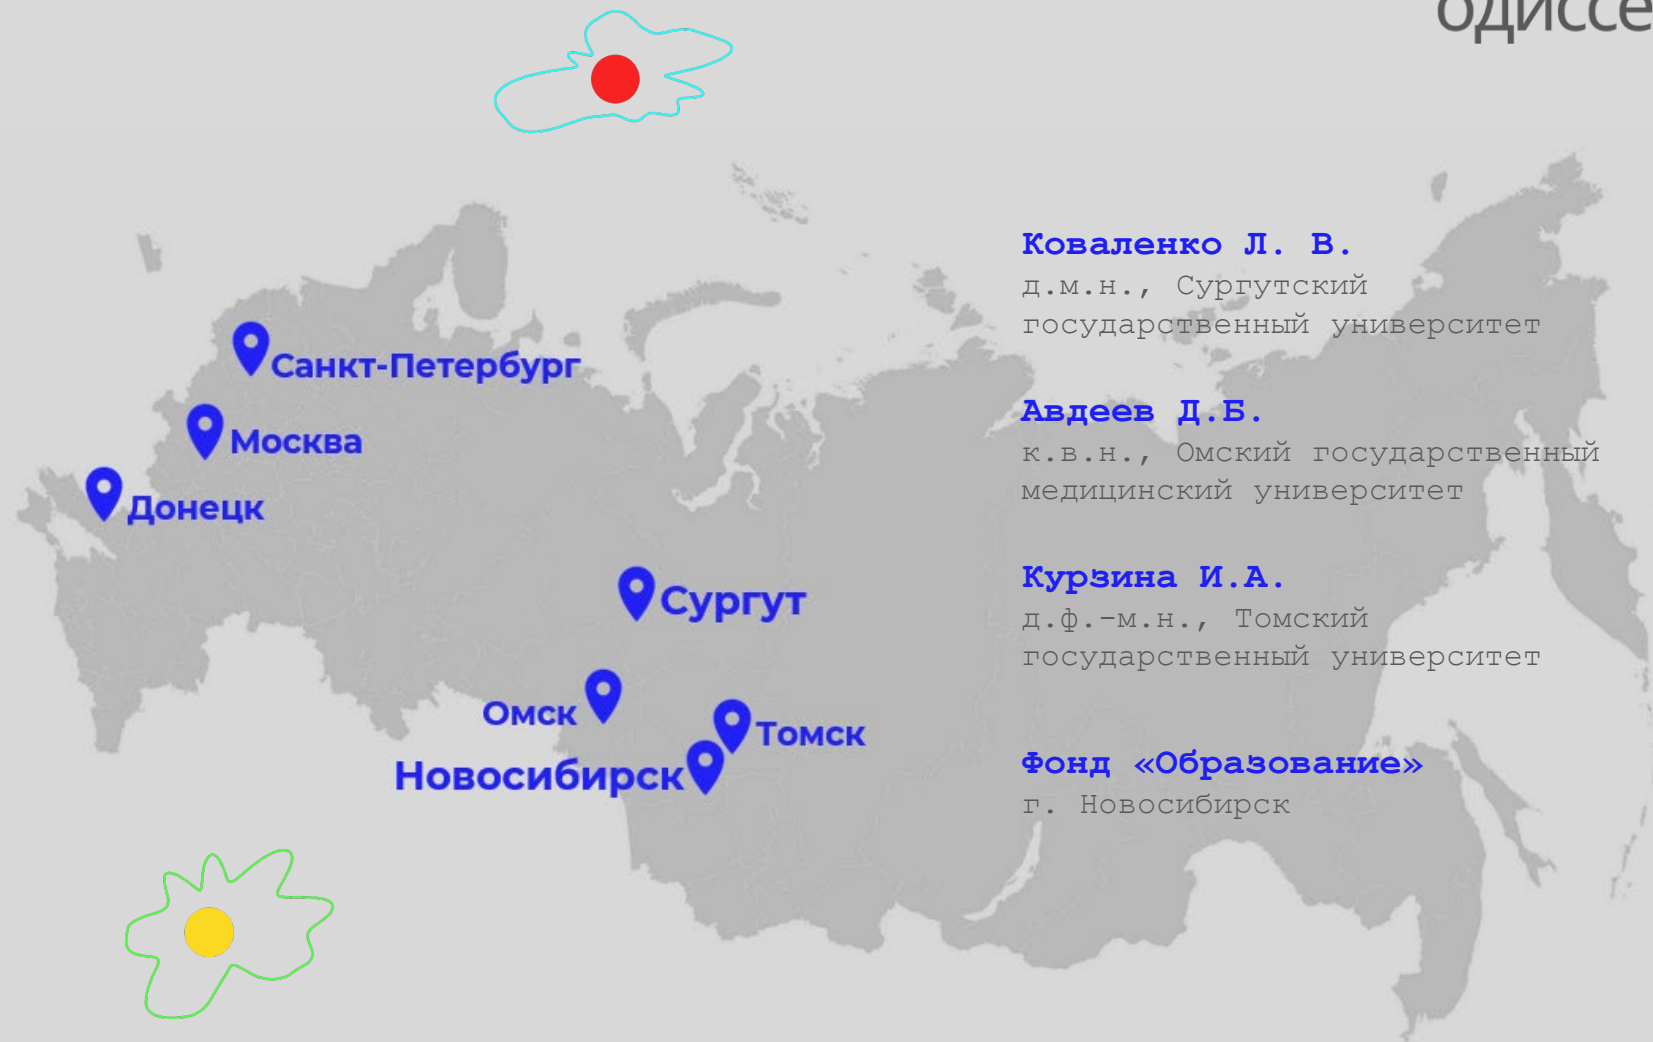 одиссе
Санкт-Петербург
Москва
Донецк
Сургут
Омск
Томск
Новосибирск
Коваленко Л. В.
д.м.н., Сургутский
государственный университет
Авдеев Д.Б.
к.в.н., Омский государственный
медицинский университет
Курзина И.А.
д.ф.-м.н., Томский
государственный университет
Фонд «Образование»
г. Новосибирск